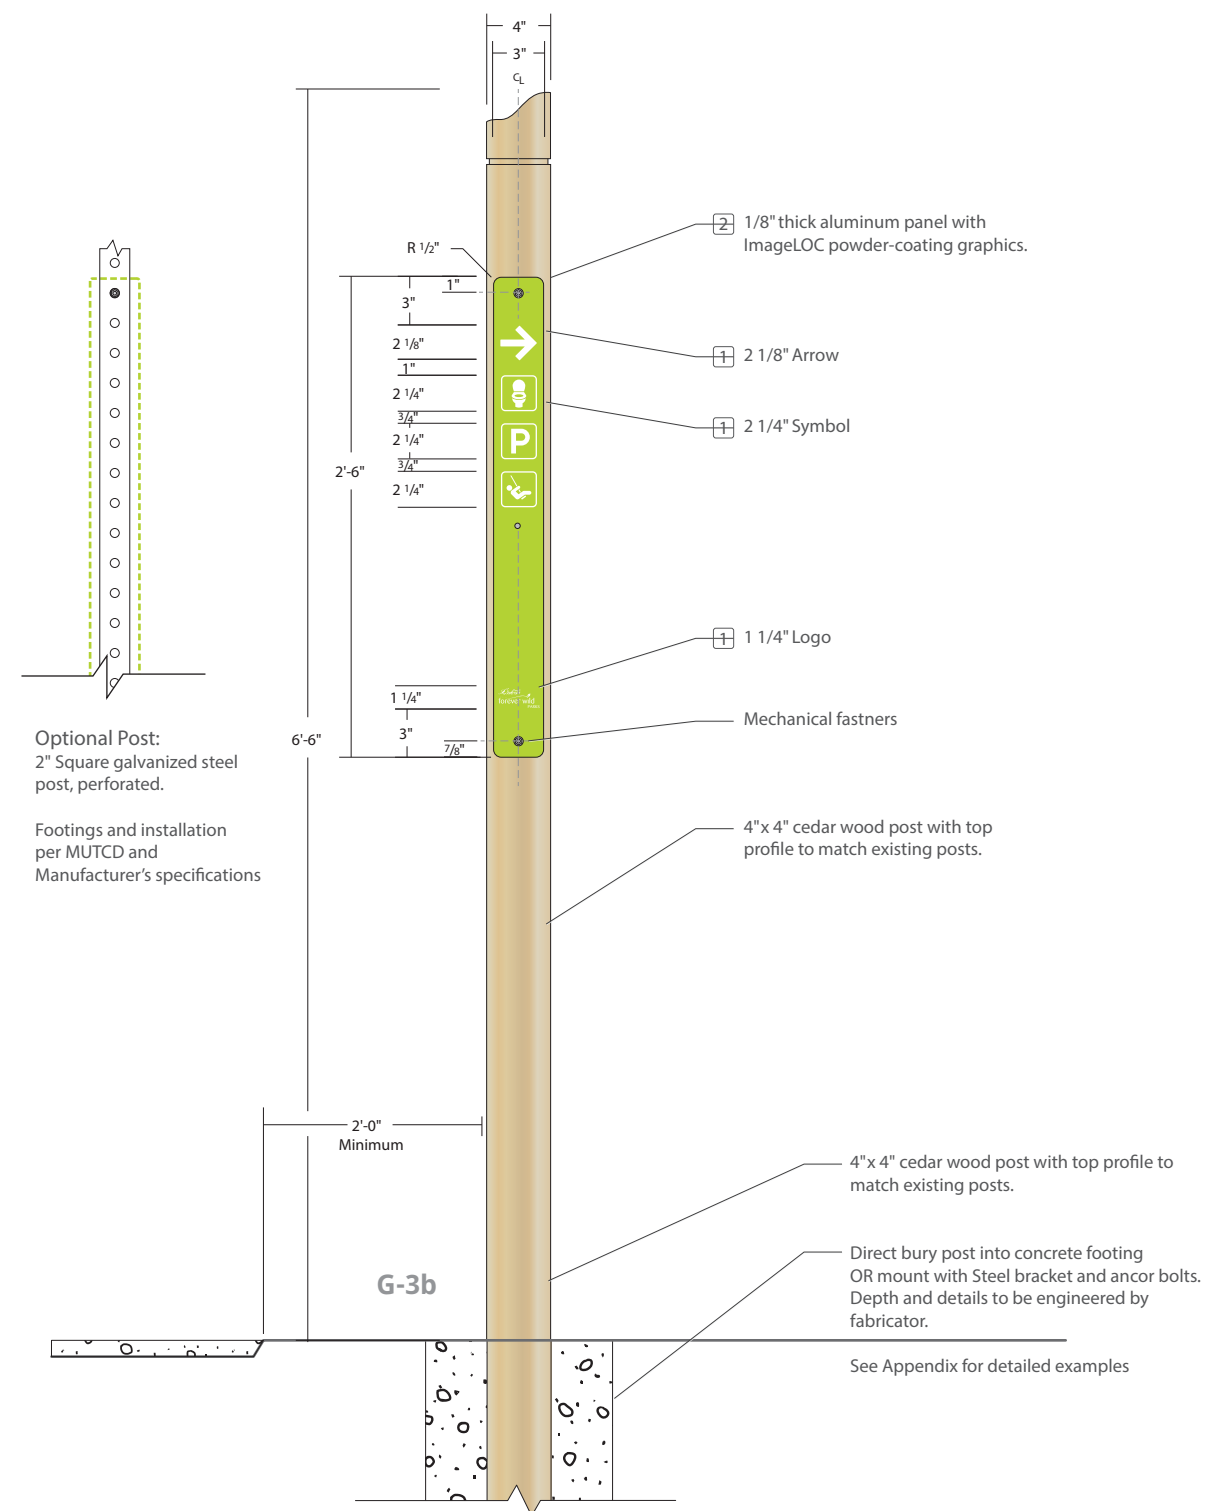 4"
3"
CL
2 1/8" thick aluminum panel with
ImageLOC powder-coating graphics.
R 1/2"
1"
3"
2 1/8"
1"
2 1/4"
3/4"
2 1/4"
3/4"
2 1/4"
2'-6"
1 2 1/8" Arrow
1 2 1/4" Symbol
P
1 1 1/4" Logo
forever wild
1 1/4"
3"
7/8"
Mechanical fastners
6'-6"
Optional Post:
2" Square galvanized steel
post, perforated.
Footings and installation
per MUTCD and
Manufacturer's specifications
4"x 4" cedar wood post with top
profile to match existing posts.
2'-0"
Minimum
4"x 4" cedar wood post with top profile to
match existing posts.
Direct bury post into concrete footing
OR mount with Steel bracket and ancor bolts.
Depth and details to be engineered by
fabricator.
G-3b
See Appendix for detailed examples